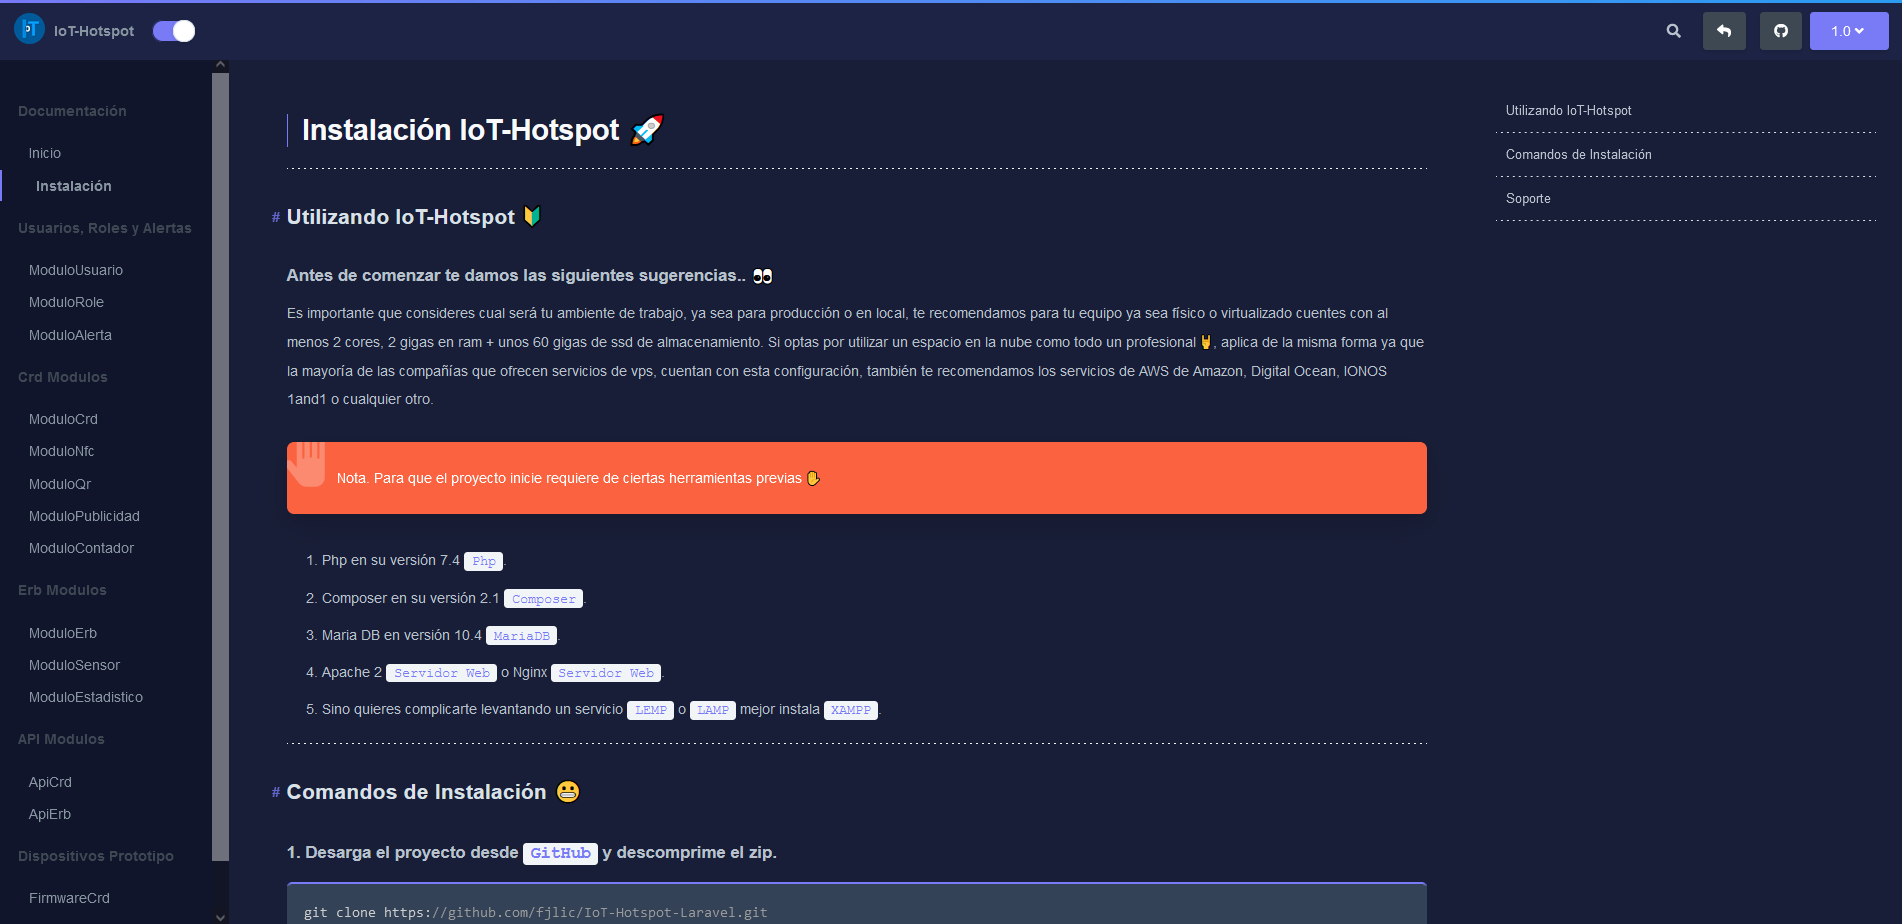 IoT-Hotspot
1.0
Documentación
Inicio
Instalación
Usuarios, Roles y Alertas
ModuloUsuario
ModuloRole
ModuloAlerta
Crd Modulos
ModuloCrd
ModuloNfc
ModuloQr
ModuloPublicidad
ModuloContador
Erb Modulos
ModuloErb
ModuloSensor
ModuloEstadistico
API Modulos
ApiCrd
ApiErb
Dispositivos Prototipo
FirmwareCrd
Instalación IoT-Hotspot 🚀
# Utilizando IoT-Hotspot 🔰
Antes de comenzar te damos las siguientes sugerencias.. 👀
Es importante que consideres cual será tu ambiente de trabajo, ya sea para producción o en local, te recomendamos para tu equipo ya sea físico o virtualizado cuentes con al
menos 2 cores, 2 gigas en ram + unos 60 gigas de ssd de almacenamiento. Si optas por utilizar un espacio en la nube como todo un profesional 🤘, aplica de la misma forma ya que
la mayoría de las compañías que ofrecen servicios de vps, cuentan con esta configuración, también te recomendamos los servicios de AWS de Amazon, Digital Ocean, IONOS
1and1 o cualquier otro.
Nota. Para que el proyecto inicie requiere de ciertas herramientas previas ✋
1. Php en su versión 7.4 Php.
2. Composer en su versión 2.1 Composer.
3. Maria DB en versión 10.4 MariaDB.
4. Apache 2 Servidor Web o Nginx Servidor Web.
5. Sino quieres complicarte levantando un servicio LEMP o LAMP mejor instala XAMPP.
# Comandos de Instalación 😬
1. Desarga el proyecto desde GitHub y descomprime el zip.
git clone https://github.com/fjlic/IoT-Hotspot-Laravel.git
Utilizando IoT-Hotspot
Comandos de Instalación
Soporte